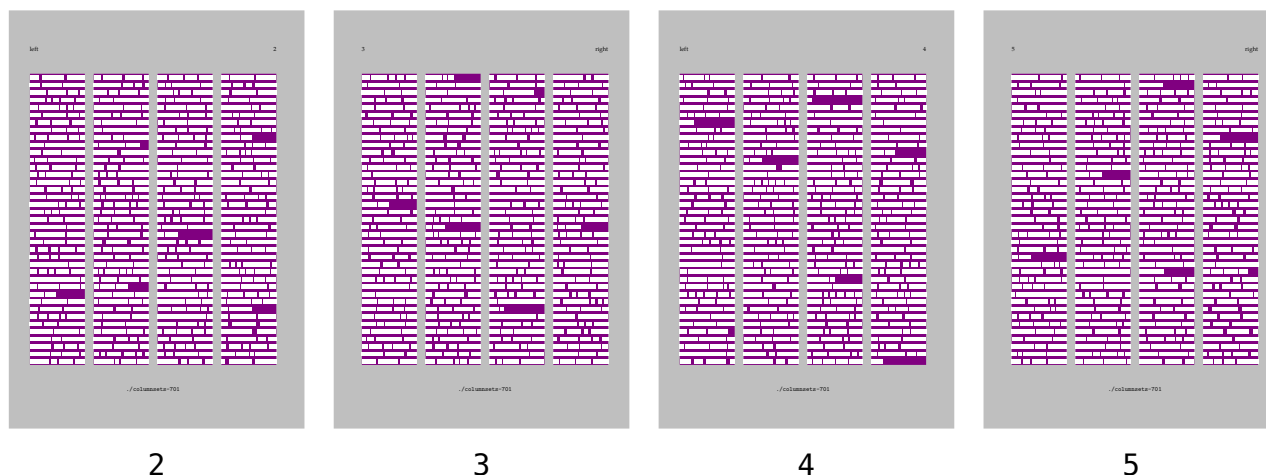 left 2
3 right
left 4
5 right
./columnsets-701
./columnsets-701
./columnsets-701
./columnsets-701
2
3
4
5